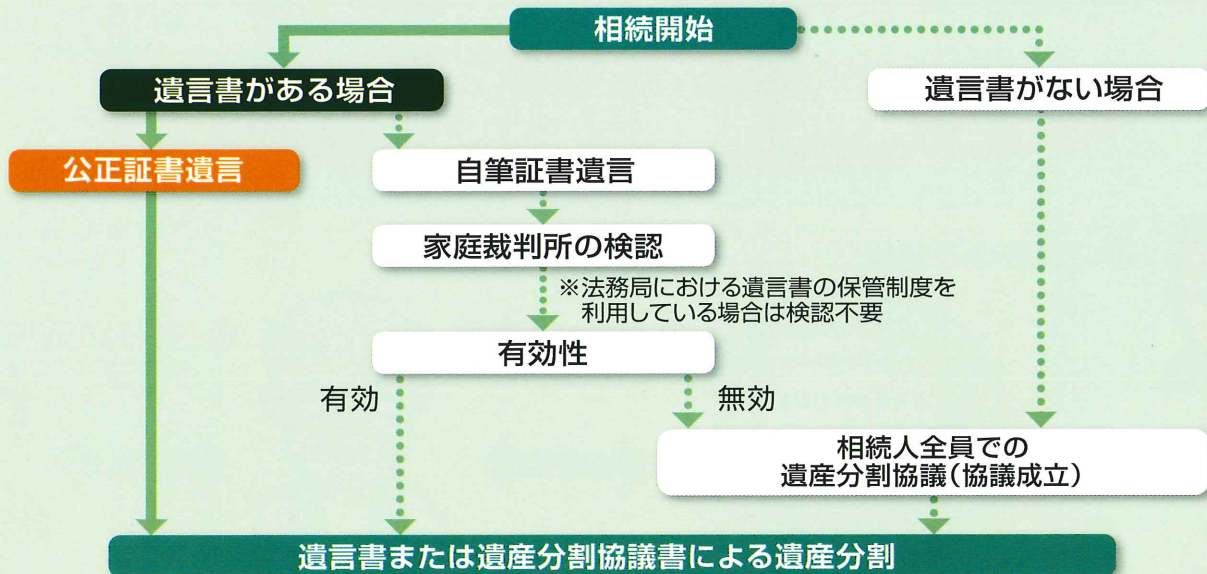 相続開始
遺言書がある場合
遺言書がない場合
公正証書遺言
自筆証書遺言
家庭裁判所の検認
※法務局における遺言書の保管制度を
利用している場合は検認不要
有効性
有効
無効
相続人全員での
遺産分割協議(協議成立)
遺言書または遺産分割協議書による遺産分割